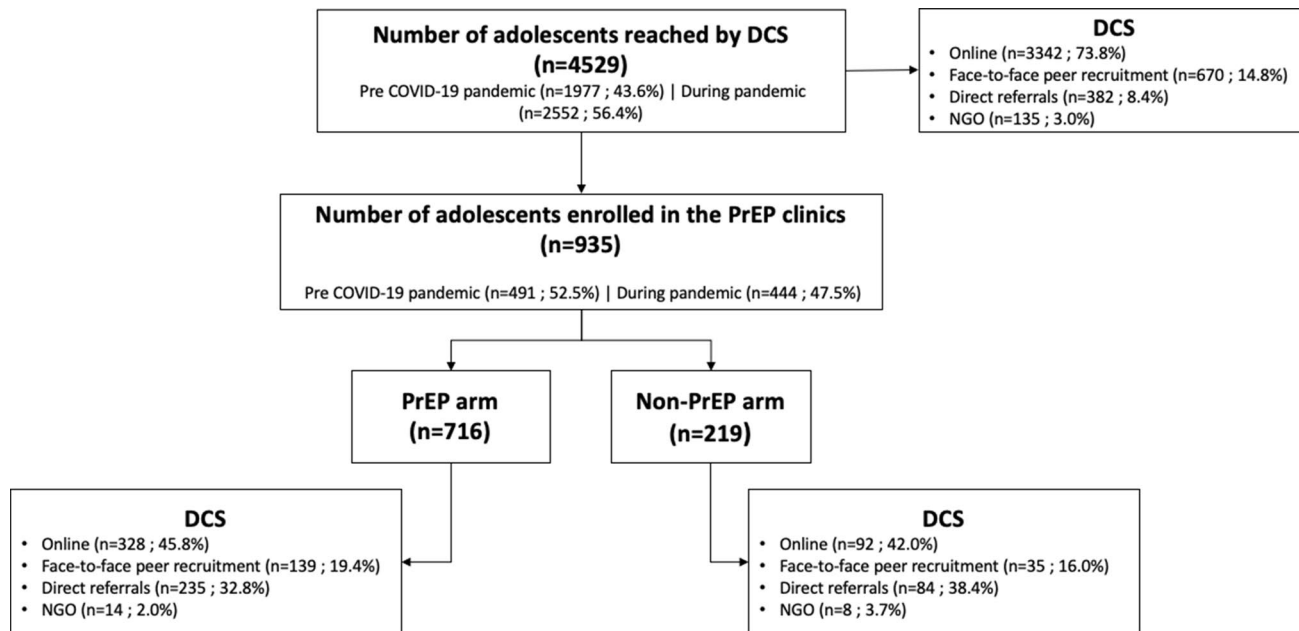 Number of adolescents reached by DCS
(n=4529)
Pre COVID-19 pandemic (n=1977 ; 43.6%) | During pandemic
(n=2552 ; 56.4%)
DCS
• Online (n=3342 ; 73.8%)
• Face-to-face peer recruitment (n=670 ; 14.8%)
• Direct referrals (n=382 ; 8.4%)
• NGO (n=135 ; 3.0%)
Number of adolescents enrolled in the PrEP clinics
(n=935)
Pre COVID-19 pandemic (n=491 ; 52.5%) | During pandemic (n=444 ; 47.5%)
PrEP arm
(n=716)
Non-PrEP arm
(n=219)
DCS
• Online (n=328 ; 45.8%)
• Face-to-face peer recruitment (n=139 ; 19.4%)
• Direct referrals (n=235 ; 32.8%)
• NGO (n=14 ; 2.0%)
DCS
• Online (n=92 ; 42.0%)
• Face-to-face peer recruitment (n=35 ; 16.0%)
• Direct referrals (n=84 ; 38.4%)
• NGO (n=8 ; 3.7%)